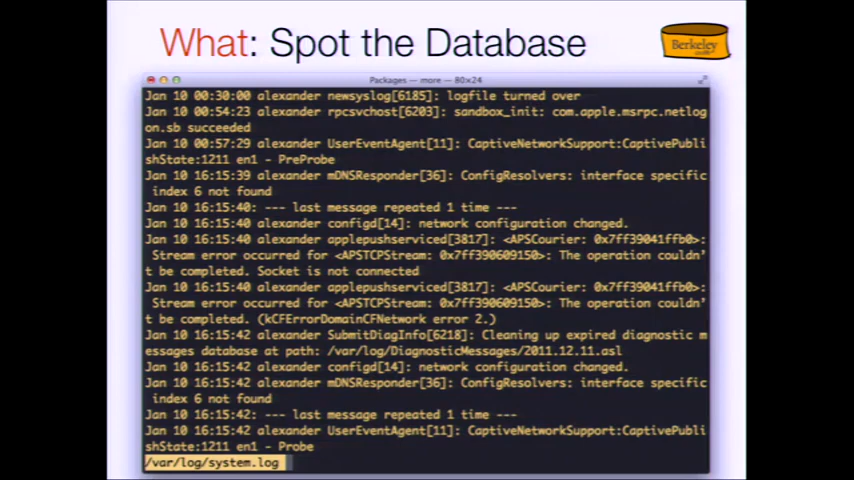 What: Spot the Database
Berkeley
Packages — more — 80×24
Jan 10 00:30:00 alexander newsyslog[6185]: logfile turned over
Jan 10 00:54:23 alexander rpcsvchost[6203]: sandbox_init: com.apple.msrpc.netlog
on.sb succeeded
Jan 10 00:57:29 alexander UserEventAgent[11]: CaptiveNetworkSupport:CaptivePubli
shState:1211 en1 - PreProbe
Jan 10 16:15:39 alexander mDNSResponder[36]: ConfigResolvers: interface specific
 index 6 not found
Jan 10 16:15:40: --- last message repeated 1 time ---
Jan 10 16:15:40 alexander configd[14]: network configuration changed.
Jan 10 16:15:40 alexander applepushserviced[3817]: <APSCourier: 0x7ff39041ffb0>:
 Stream error occurred for <APSTCPStream: 0x7ff390609150>: The operation couldn'
t be completed. Socket is not connected
Jan 10 16:15:40 alexander applepushserviced[3817]: <APSCourier: 0x7ff39041ffb0>:
 Stream error occurred for <APSTCPStream: 0x7ff390609150>: The operation couldn'
t be completed. (kCFErrorDomainCFNetwork error 2.)
Jan 10 16:15:42 alexander SubmitDiagInfo[6218]: Cleaning up expired diagnostic m
essages database at path: /var/log/DiagnosticMessages/2011.12.11.asl
Jan 10 16:15:42 alexander configd[14]: network configuration changed.
Jan 10 16:15:42 alexander mDNSResponder[36]: ConfigResolvers: interface specific
 index 6 not found
Jan 10 16:15:42: --- last message repeated 1 time ---
Jan 10 16:15:42 alexander UserEventAgent[11]: CaptiveNetworkSupport:CaptivePubli
shState:1211 en1 - Probe
/var/log/system.log